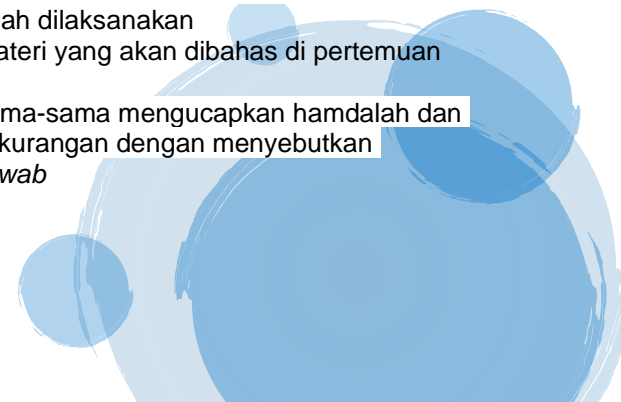 ah dilaksanakan
ateri yang akan dibahas di pertemuan
ma-sama mengucapkan hamdalah dan
kurangan dengan menyebutkan
wab